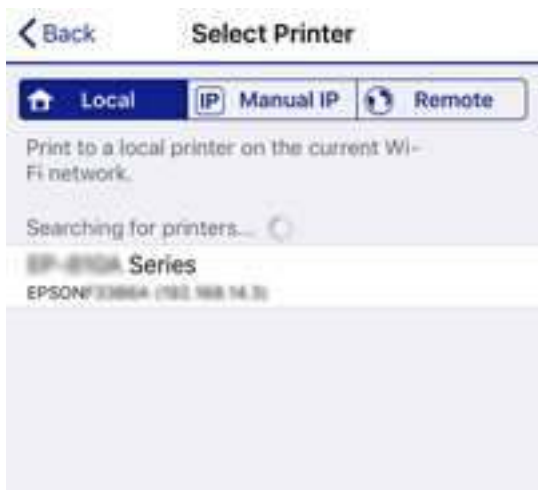 Back Select Printer
Local IP Manual IP Remote
Print to a local printer on the current Wi-
Fi network.
Searching for printers...
Series
EPSON